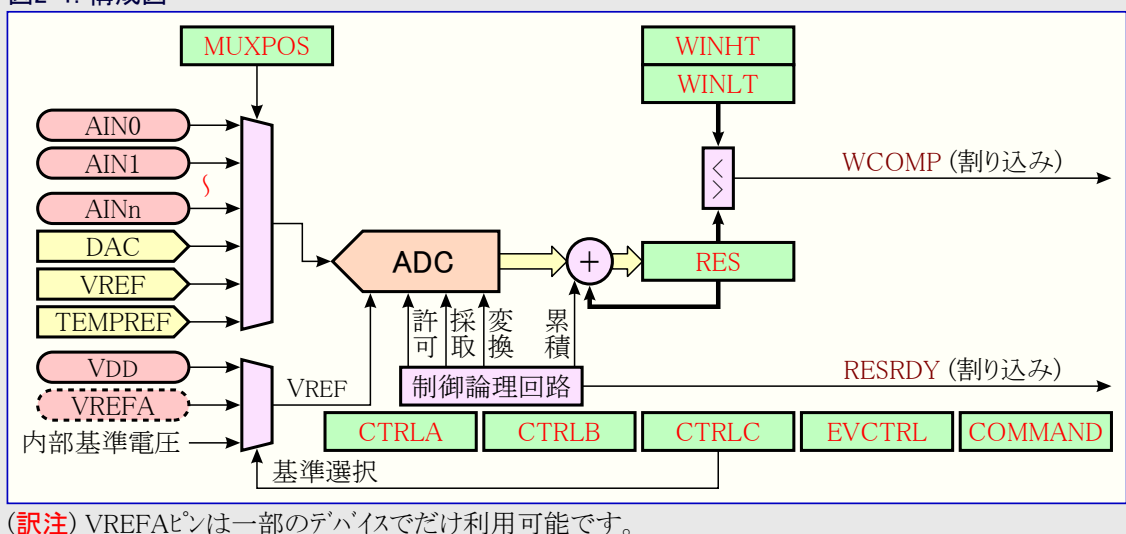 図2-1. 構成図
MUXPOS
WINHT
WINLT
AIN0
AIN1
AINn
DAC
VREF
TEMPREF
VDD
VREFA
内部基準電圧
VREF
基準選択
ADC
許可
採取
変換
累積
制御論理回路
+
RES
< >
WCOMP (割り込み)
RESRDY (割り込み)
CTRLA
CTRLB
CTRLC
EVCTRL
COMMAND
(訳注) VREFAピンは一部のデバイスでだけ利用可能です。